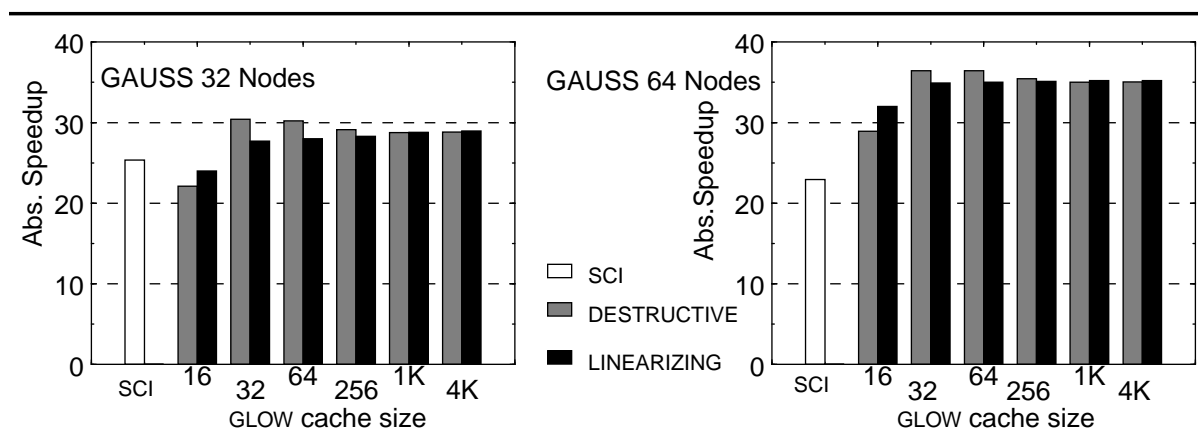 GAUSS 32 Nodes
Abs. Speedup
40
30
20
10
0
SCI
16
32
64
256
1K
4K
GLOW cache size
SCI
DESTRUCTIVE
LINEARIZING
GAUSS 64 Nodes
Abs.Speedup
40
30
20
10
0
SCI
16
32
64
256
1K
4K
GLOW cache size